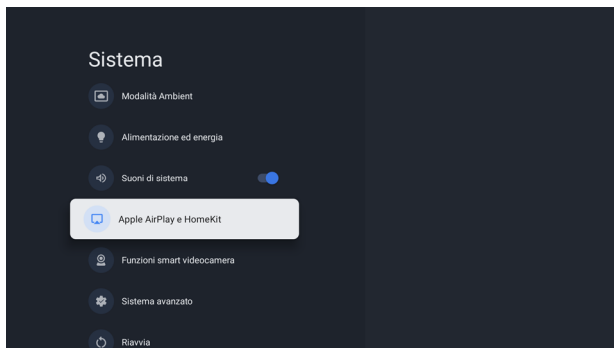 Sistema
Modalità Ambient
Alimentazione ed energia
Suoni di sistema
Apple AirPlay e HomeKit
Funzioni smart videocamera
Sistema avanzato
Riavvia